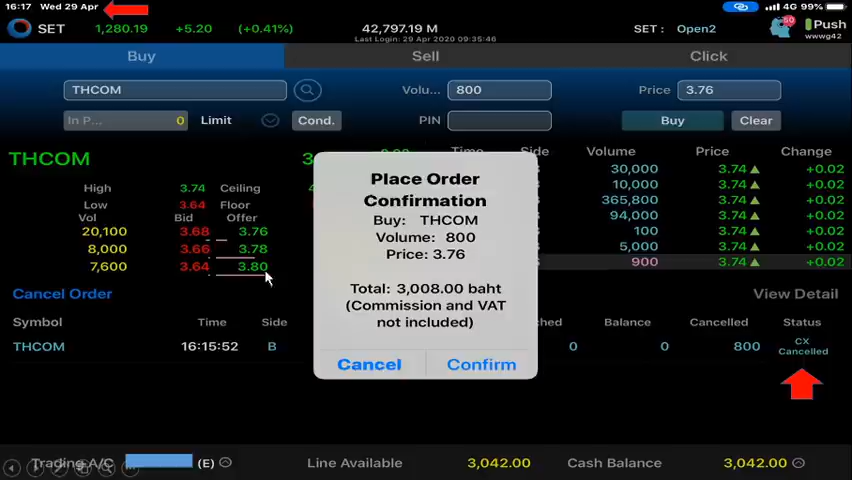 16:17 Wed 29 Apr 4G 99%
SET 1,280.19 +5.20 (+0.41%) 42,797.19 M SET : Open2 50 Push
Last Login: 29 Apr 2020 09:35:46 wwwg42
Buy Sell Click
THCOM Volu... 800 Price 3.76
In P... 0 Limit Cond. PIN Buy Clear
THCOM Volume Price Change
30,000 3.74 +0.02
High 3.74 Ceiling 10,000 3.74 +0.02
Low 3.64 Floor 365,800 3.74 +0.02
Vol Bid Offer 94,000 3.74 +0.02
20,100 3.68 3.76 100 3.74 +0.02
8,000 3.66 3.78 5,000 3.74 +0.02
7,600 3.64 3.80 900 3.74 +0.02
Place Order
Confirmation
Buy: THCOM
Volume: 800
Price: 3.76
Total: 3,008.00 baht
(Commission and VAT
not included)
Cancel Confirm
Cancel Order View Detail
Symbol Time Side Balance Cancelled Status
THCOM 16:15:52 B 0 0 800 CX
Cancelled
Trading A/C (E) Line Available 3,042.00 Cash Balance 3,042.00